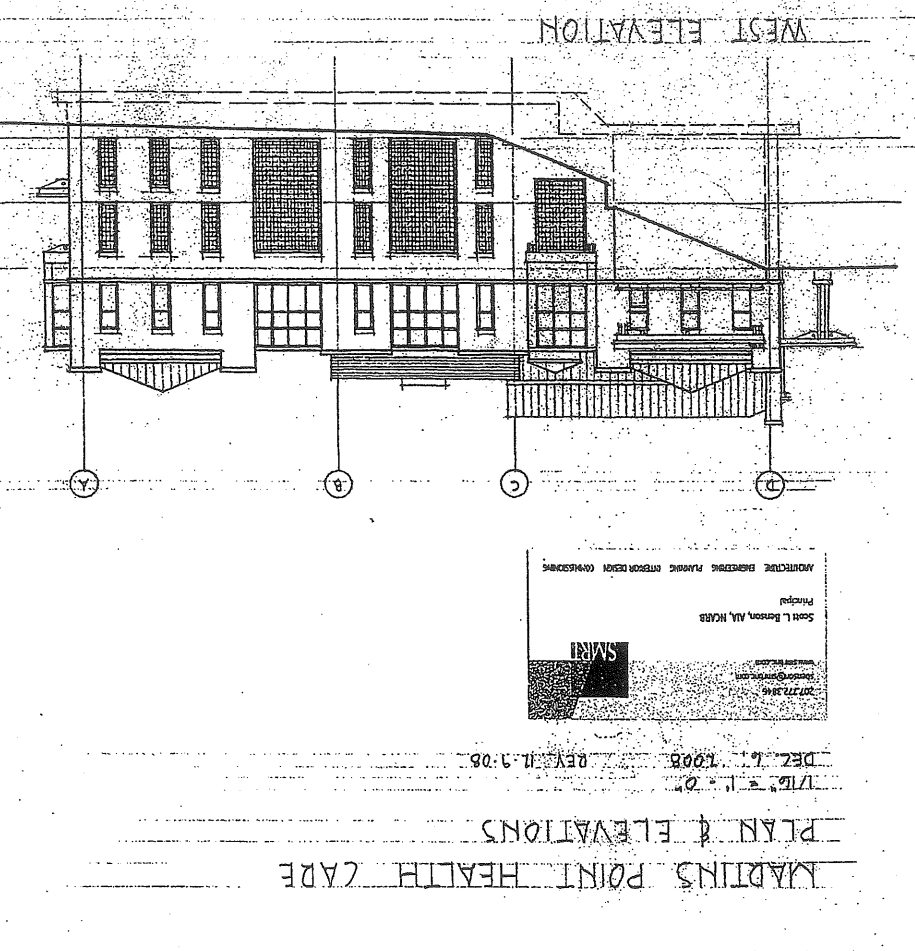 MARTINS POINT HEALTH CARE
PLAN & ELEVATIONS
1/16" = 1' - 0"
DEC. 6, 2008 REV 12.9.08
207.772.3846
sbenson@smrtinc.com
www.smrtinc.com
SMRT
Scott L. Benson, AIA, NCARB
Principal
ARCHITECTURE ENGINEERING PLANNING INTERIOR DESIGN COMMISSIONING
D C B A
WEST ELEVATION